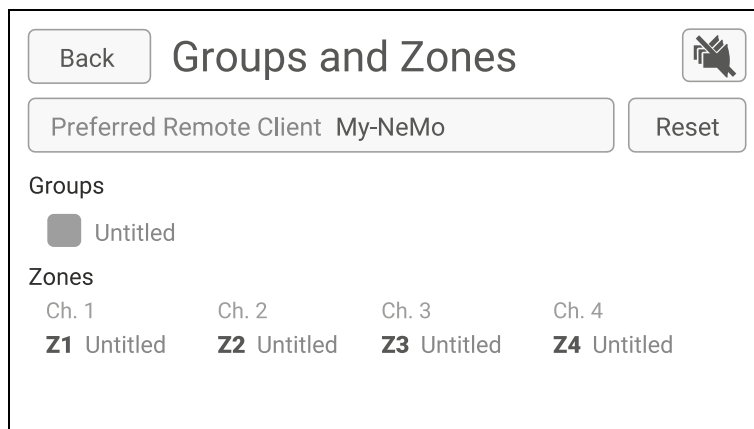 Back Groups and Zones
Preferred Remote Client My-NeMo Reset
Groups
Untitled
Zones
Ch. 1 Ch. 2 Ch. 3 Ch. 4
Z1 Untitled Z2 Untitled Z3 Untitled Z4 Untitled